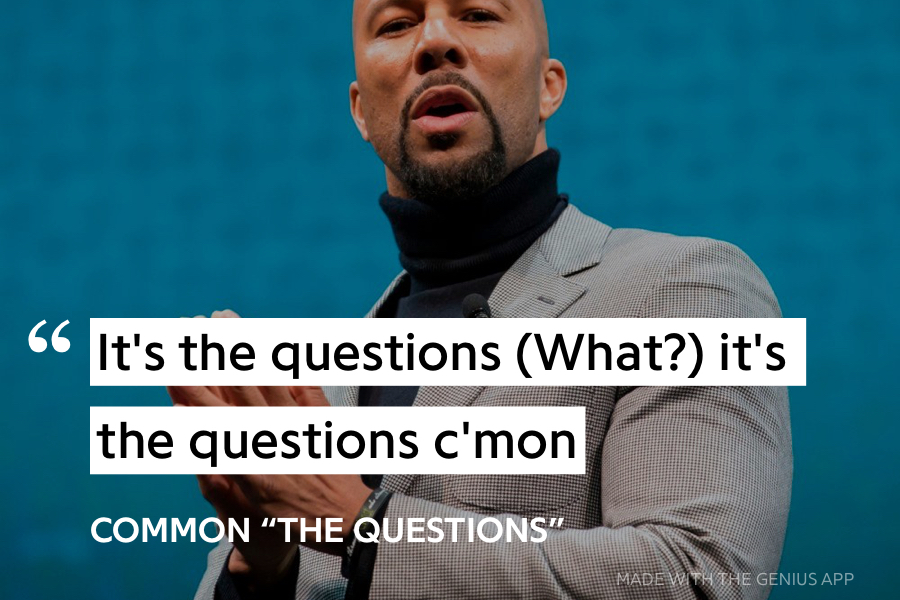 “
It's the questions (What?) it's
the questions c'mon
COMMON “THE QUESTIONS”
MADE WITH THE GENIUS APP